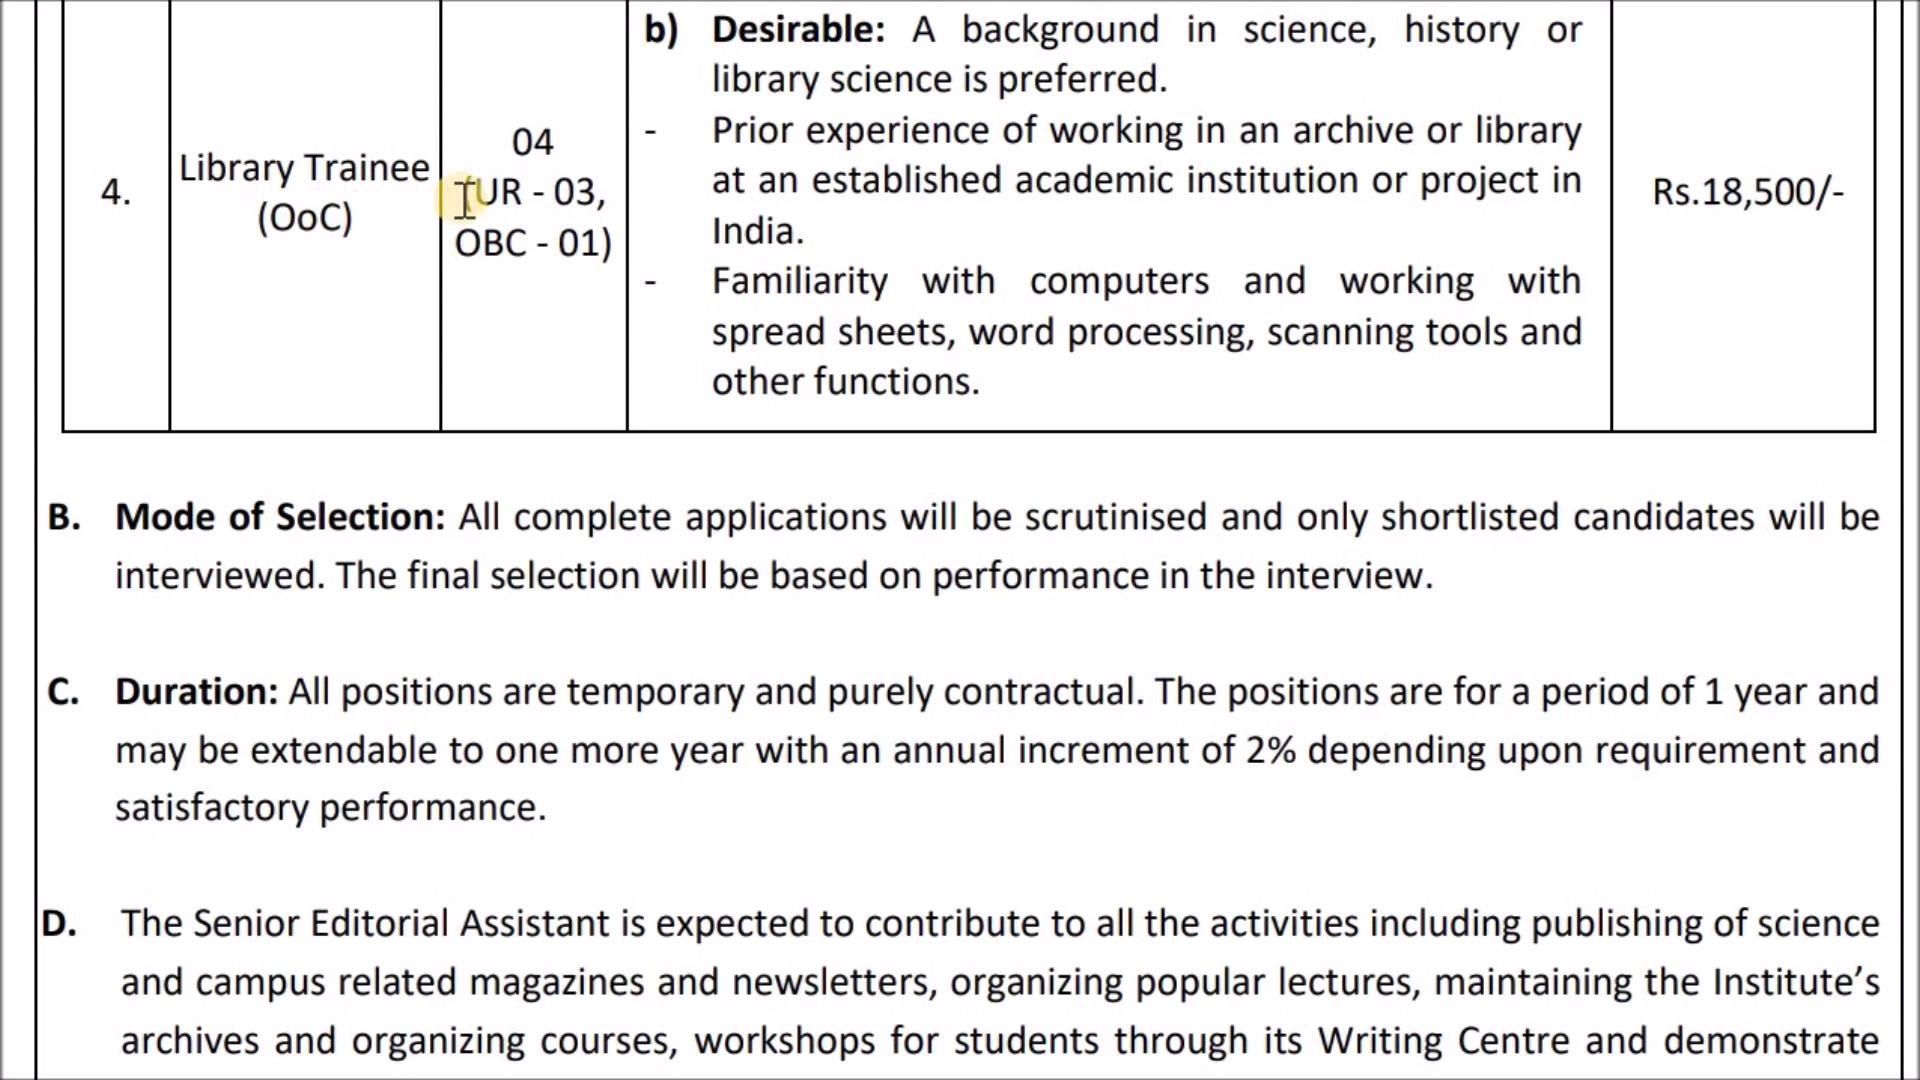 b) Desirable: A background in science, history or
library science is preferred.
- Prior experience of working in an archive or library
at an established academic institution or project in
India.
- Familiarity with computers and working with
spread sheets, word processing, scanning tools and
other functions.
4.
Library Trainee
(OoC)
04
(UR - 03,
OBC - 01)
Rs.18,500/-
B. Mode of Selection: All complete applications will be scrutinised and only shortlisted candidates will be
interviewed. The final selection will be based on performance in the interview.
C. Duration: All positions are temporary and purely contractual. The positions are for a period of 1 year and
may be extendable to one more year with an annual increment of 2% depending upon requirement and
satisfactory performance.
D. The Senior Editorial Assistant is expected to contribute to all the activities including publishing of science
and campus related magazines and newsletters, organizing popular lectures, maintaining the Institute’s
archives and organizing courses, workshops for students through its Writing Centre and demonstrate